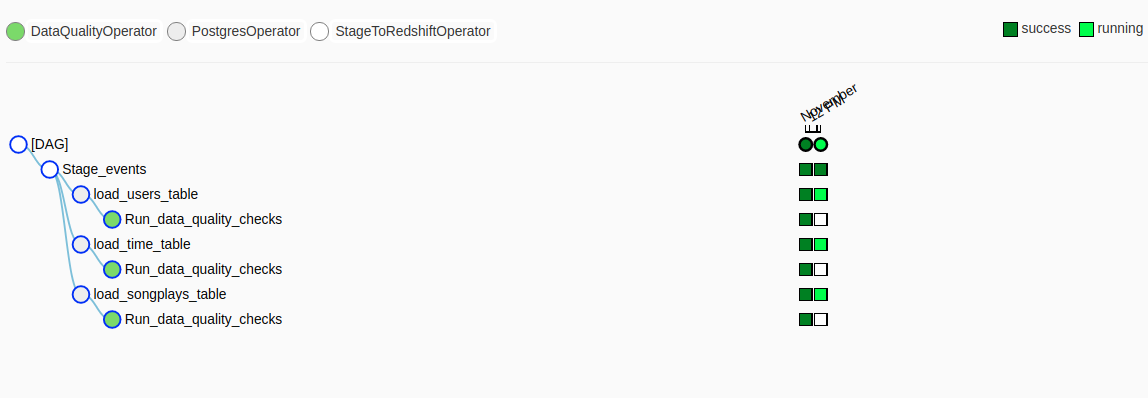 DataQualityOperator PostgresOperator StageToRedshiftOperator success running
November
12 PM
[DAG]
Stage_events
load_users_table
Run_data_quality_checks
load_time_table
Run_data_quality_checks
load_songplays_table
Run_data_quality_checks